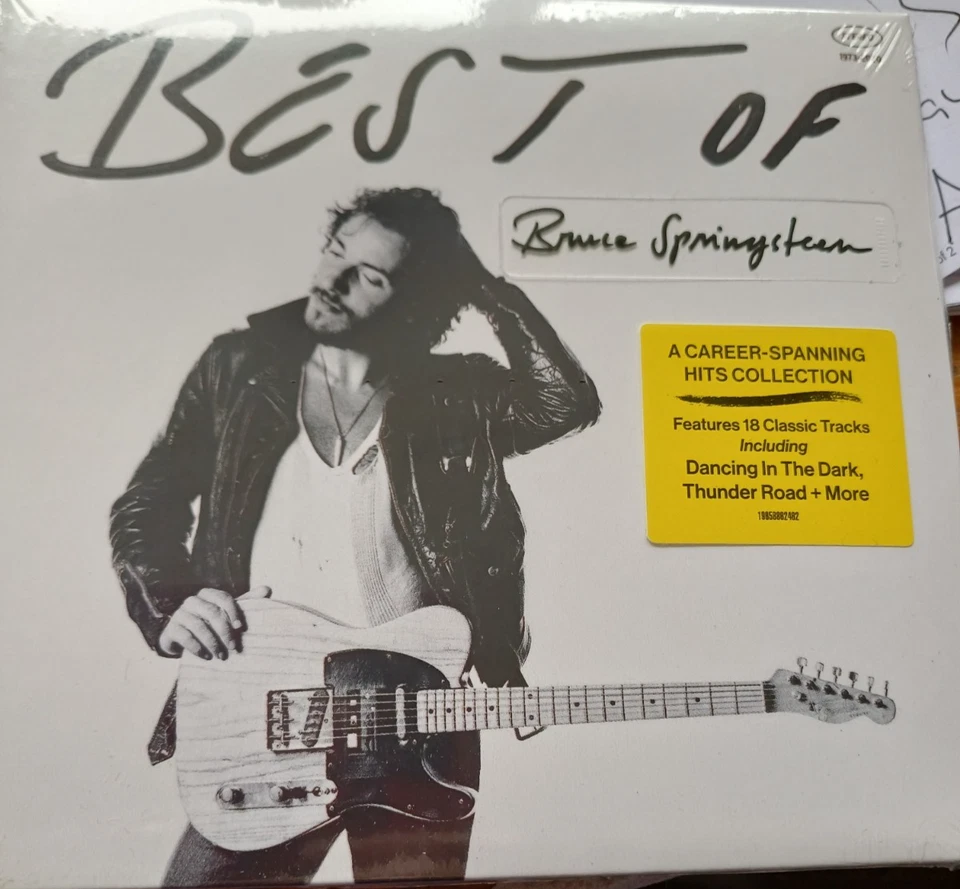 BEST OF
Bruce Springsteen
A CAREER-SPANNING
HITS COLLECTION
Features 18 Classic Tracks
Including
Dancing In The Dark,
Thunder Road + More